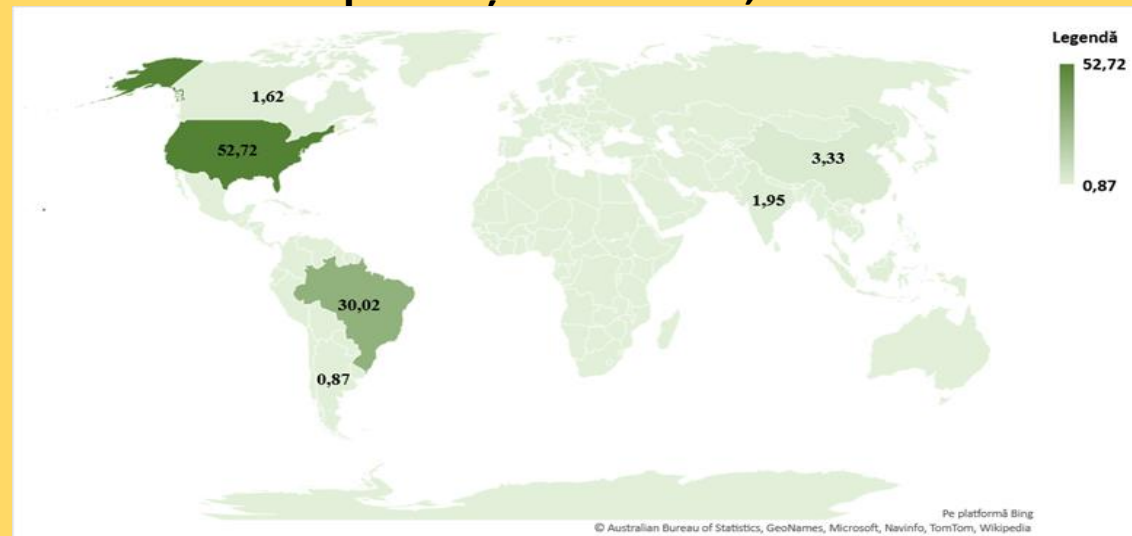 Legendă
52,72
0,87
1,62
52,72
3,33
1,95
30,02
0,87
Pe platformă Bing
© Australian Bureau of Statistics, GeoNames, Microsoft, Navinfo, TomTom, Wikipedia